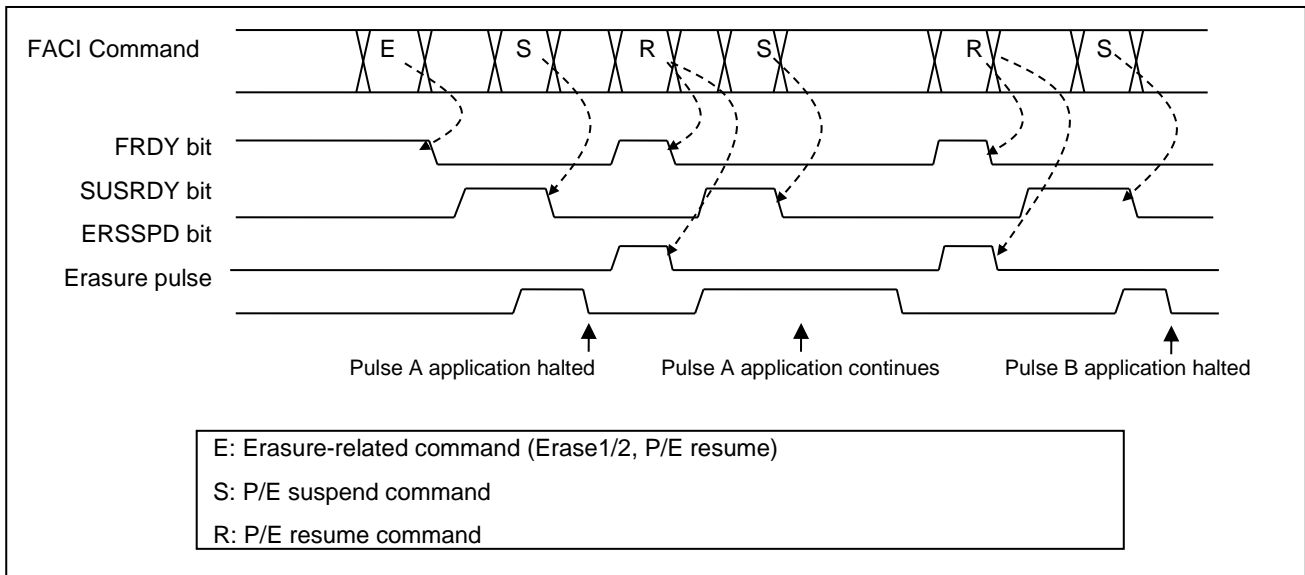 FACI Command
E S R S R S
FRDY bit
SUSRDY bit
ERSSPD bit
Erasure pulse
Pulse A application halted Pulse A application continues Pulse B application halted
E: Erasure-related command (Erase1/2, P/E resume)
S: P/E suspend command
R: P/E resume command